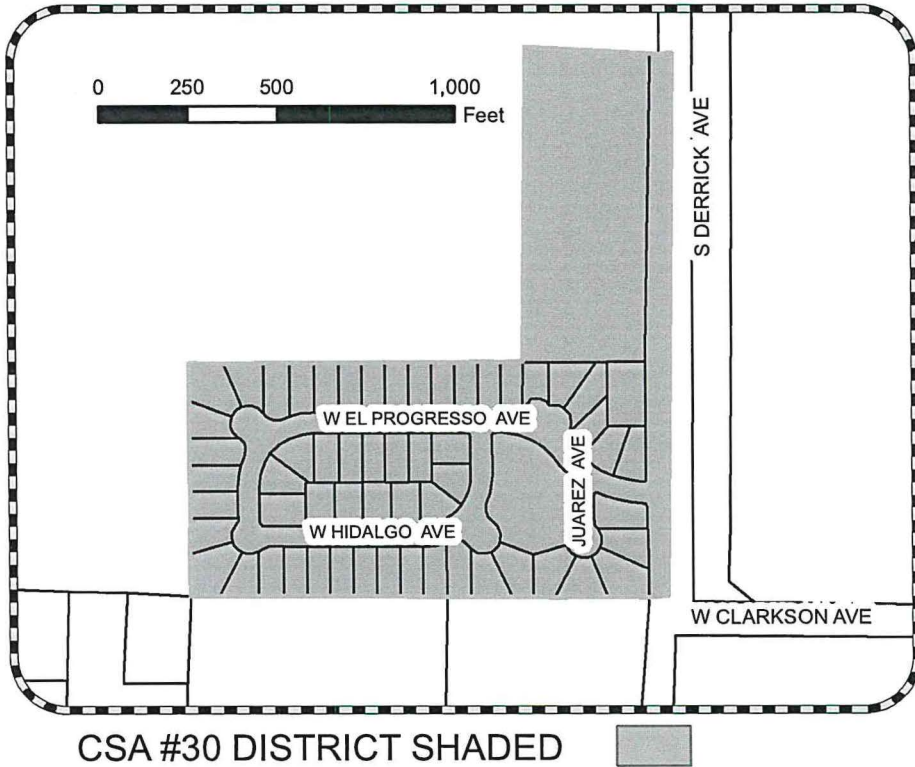 0 250 500 1,000
Feet
S DERRICK AVE
W EL PROGRESSO AVE
JUAREZ AVE
W HIDALGO AVE
W CLARKSON AVE
CSA #30 DISTRICT SHADED